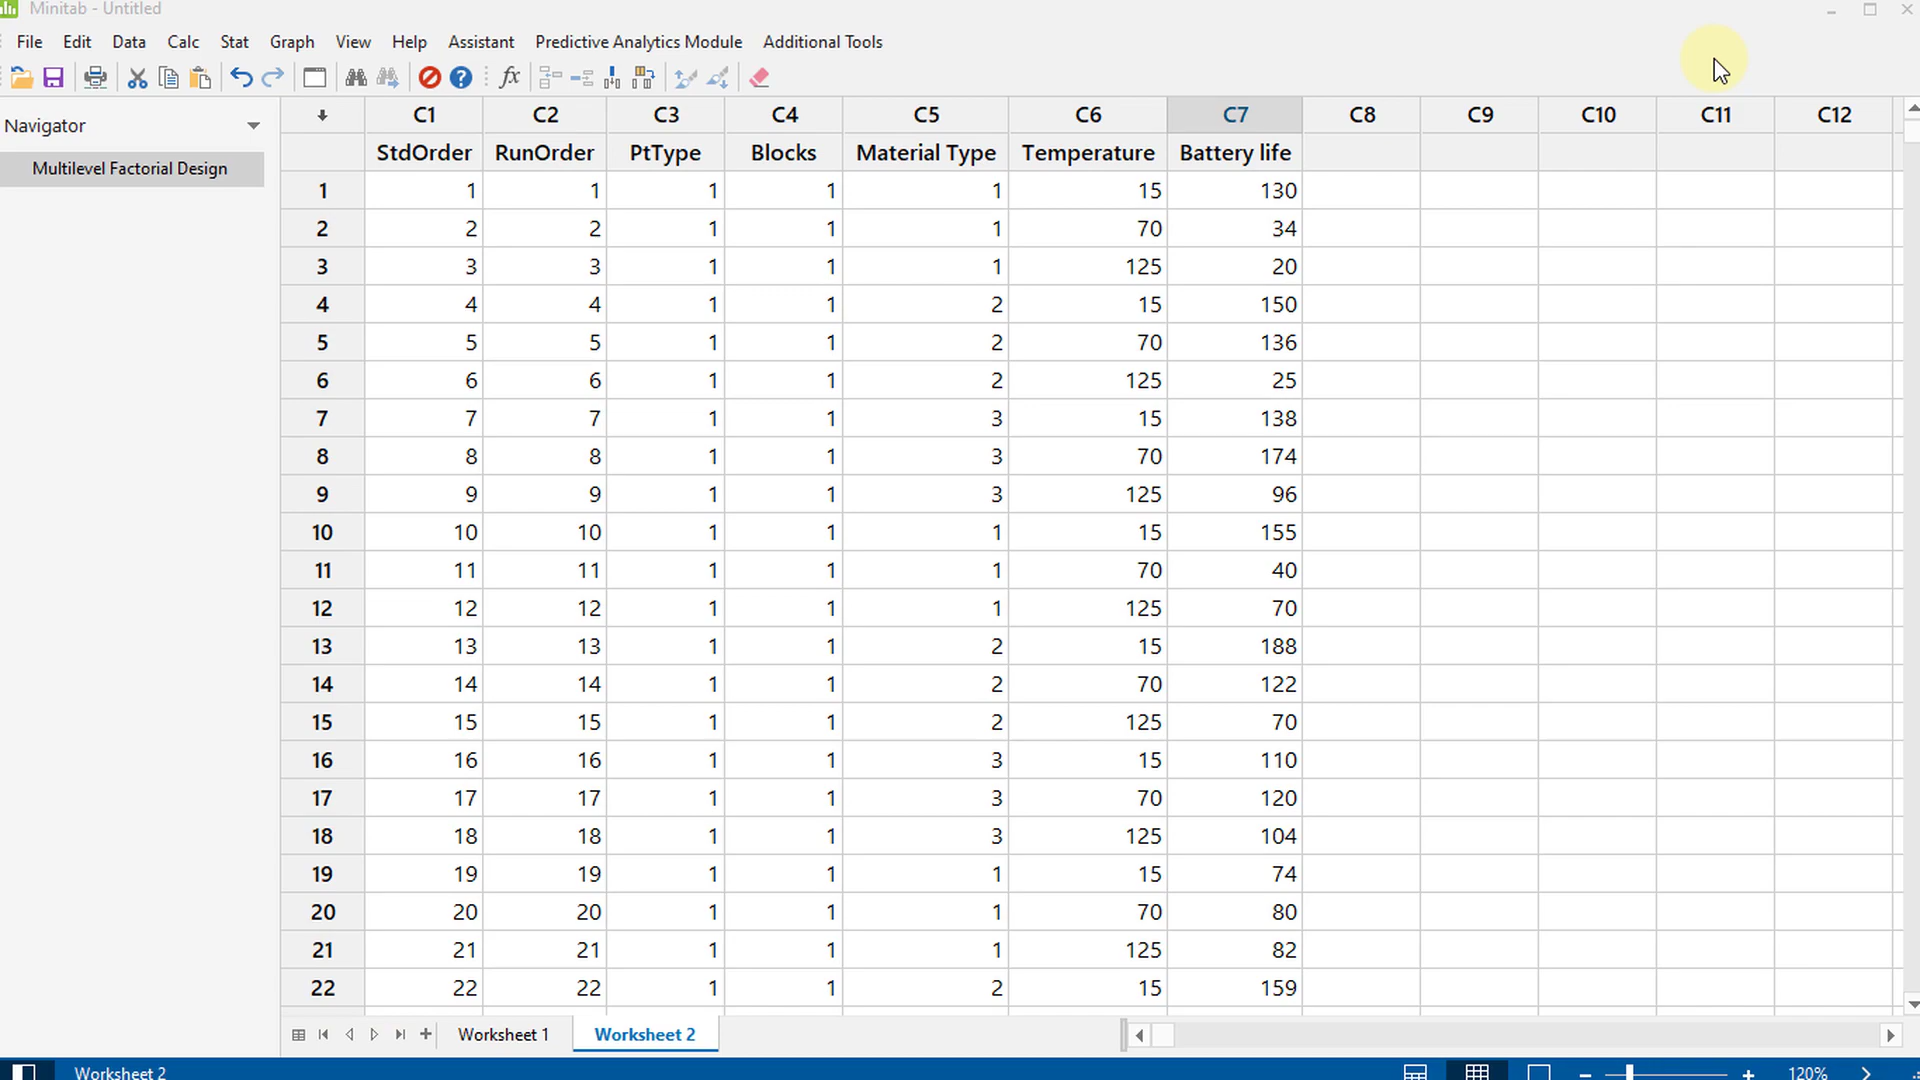 Minitab - Untitled
File Edit Data Calc Stat Graph View Help Assistant Predictive Analytics Module Additional Tools
fx
Navigator
Multilevel Factorial Design
C1 C2 C3 C4 C5 C6 C7 C8 C9 C10 C11 C12
StdOrder RunOrder PtType Blocks Material Type Temperature Battery life
1 1 1 1 1 1 15 130
2 2 2 1 1 1 70 34
3 3 3 1 1 1 125 20
4 4 4 1 1 2 15 150
5 5 5 1 1 2 70 136
6 6 6 1 1 2 125 25
7 7 7 1 1 3 15 138
8 8 8 1 1 3 70 174
9 9 9 1 1 3 125 96
10 10 10 1 1 1 15 155
11 11 11 1 1 1 70 40
12 12 12 1 1 1 125 70
13 13 13 1 1 2 15 188
14 14 14 1 1 2 70 122
15 15 15 1 1 2 125 70
16 16 16 1 1 3 15 110
17 17 17 1 1 3 70 120
18 18 18 1 1 3 125 104
19 19 19 1 1 1 15 74
20 20 20 1 1 1 70 80
21 21 21 1 1 1 125 82
22 22 22 1 1 2 15 159
Worksheet 1 Worksheet 2
Worksheet 2 120%